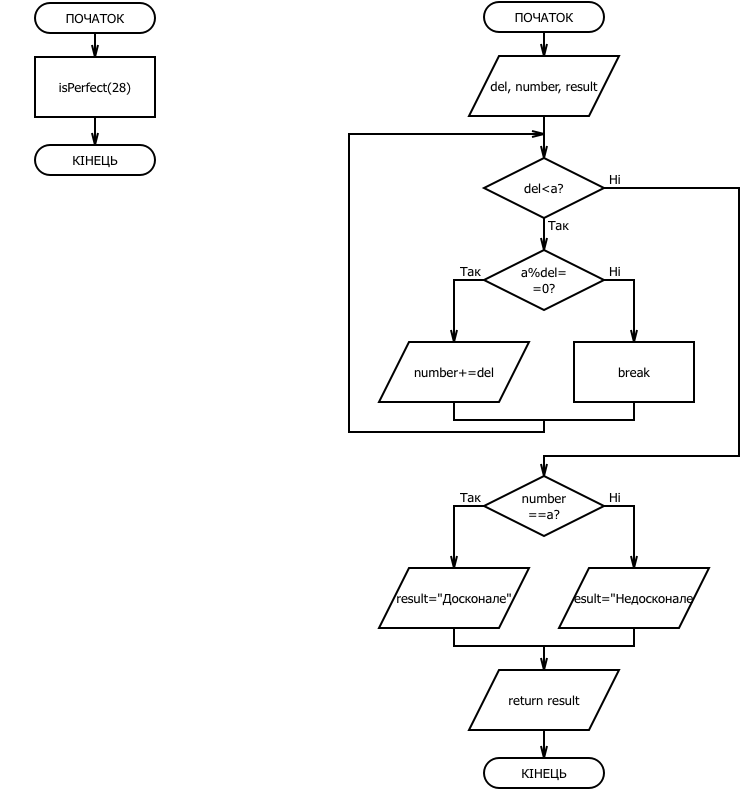 ПОЧАТОК
isPerfect(28)
КІНЕЦЬ
ПОЧАТОК
del, number, result
del<a?
Ні
Так
a%del=
=0?
Так
Ні
number+=del
break
number
==a?
Так
Ні
result="Досконале"
esult="Недосконале
return result
КІНЕЦЬ